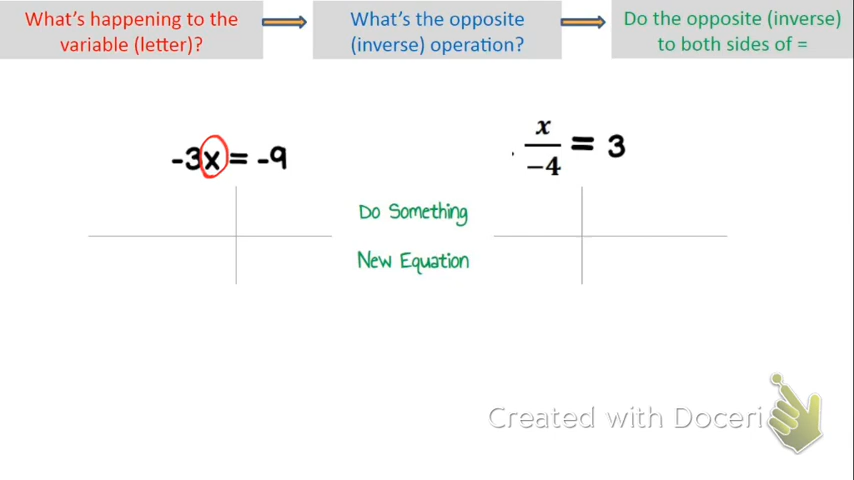 What's happening to the
variable (letter)?
What's the opposite
(inverse) operation?
Do the opposite (inverse)
to both sides of =
-3x = -9
x
−4
= 3
Do Something
New Equation
Created with Doceri